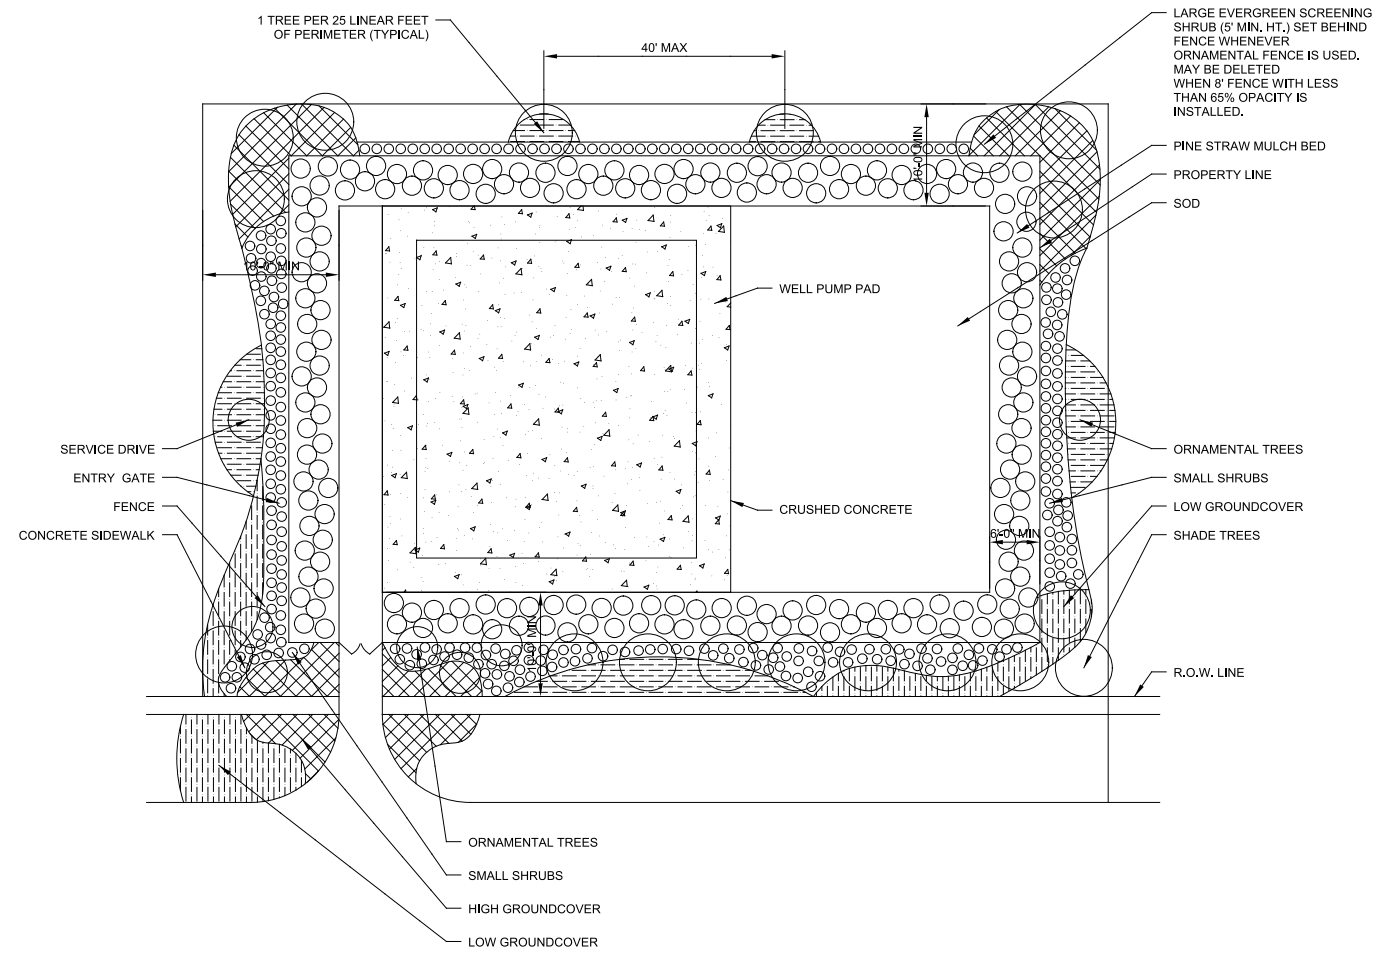 1 TREE PER 25 LINEAR FEET
OF PERIMETER (TYPICAL)
40' MAX
LARGE EVERGREEN SCREENING
SHRUB (5' MIN. HT.) SET BEHIND
FENCE WHENEVER
ORNAMENTAL FENCE IS USED.
MAY BE DELETED
WHEN 8' FENCE WITH LESS
THAN 65% OPACITY IS
INSTALLED.
10'-0" MIN
PINE STRAW MULCH BED
PROPERTY LINE
SOD
MIN
WELL PUMP PAD
SERVICE DRIVE
ENTRY GATE
FENCE
CONCRETE SIDEWALK
CRUSHED CONCRETE
ORNAMENTAL TREES
SMALL SHRUBS
LOW GROUNDCOVER
SHADE TREES
6'-0" MIN
MIN
R.O.W. LINE
ORNAMENTAL TREES
SMALL SHRUBS
HIGH GROUNDCOVER
LOW GROUNDCOVER